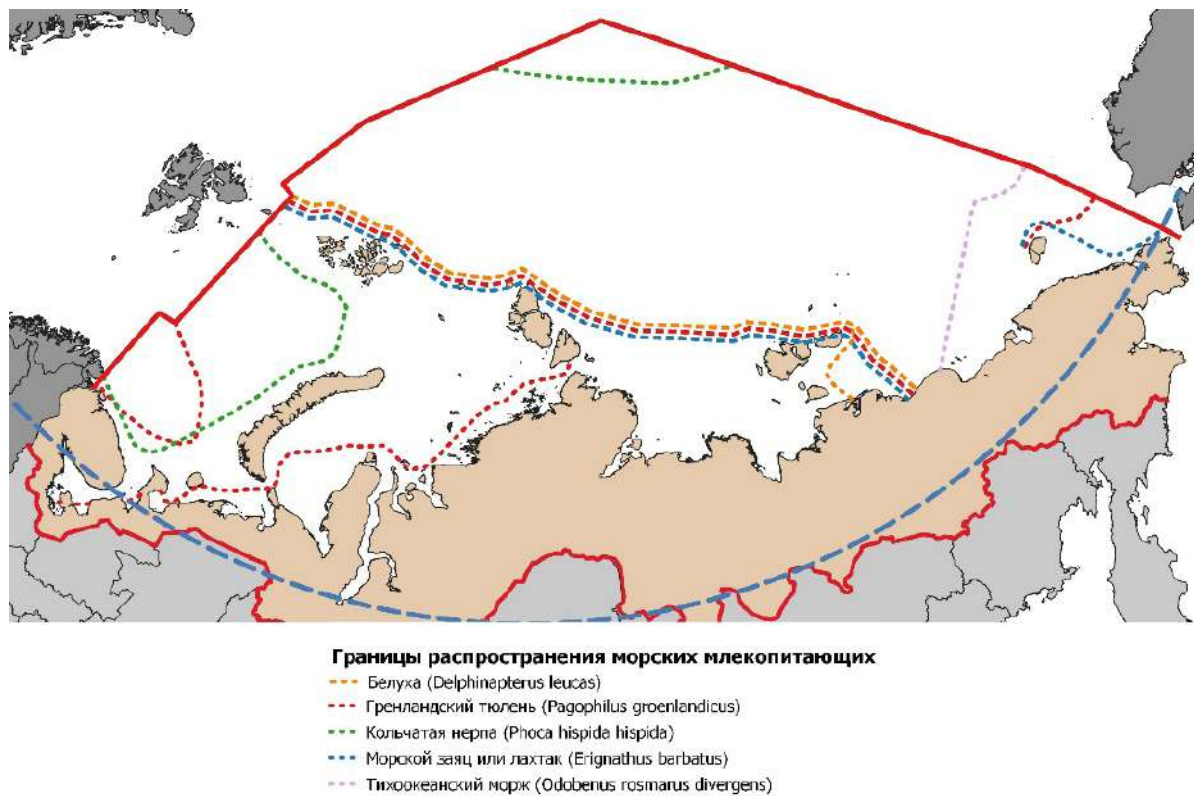 Границы распространения морских млекопитающих
Белуха (Delphinapterus leucas)
Гренландский тюлень (Pagophilus groenlandicus)
Кольчатая нерпа (Phoca hispida hispida)
Морской заяц или лахтак (Erignathus barbatus)
Тихоокеанский морж (Odobenus rosmarus divergens)